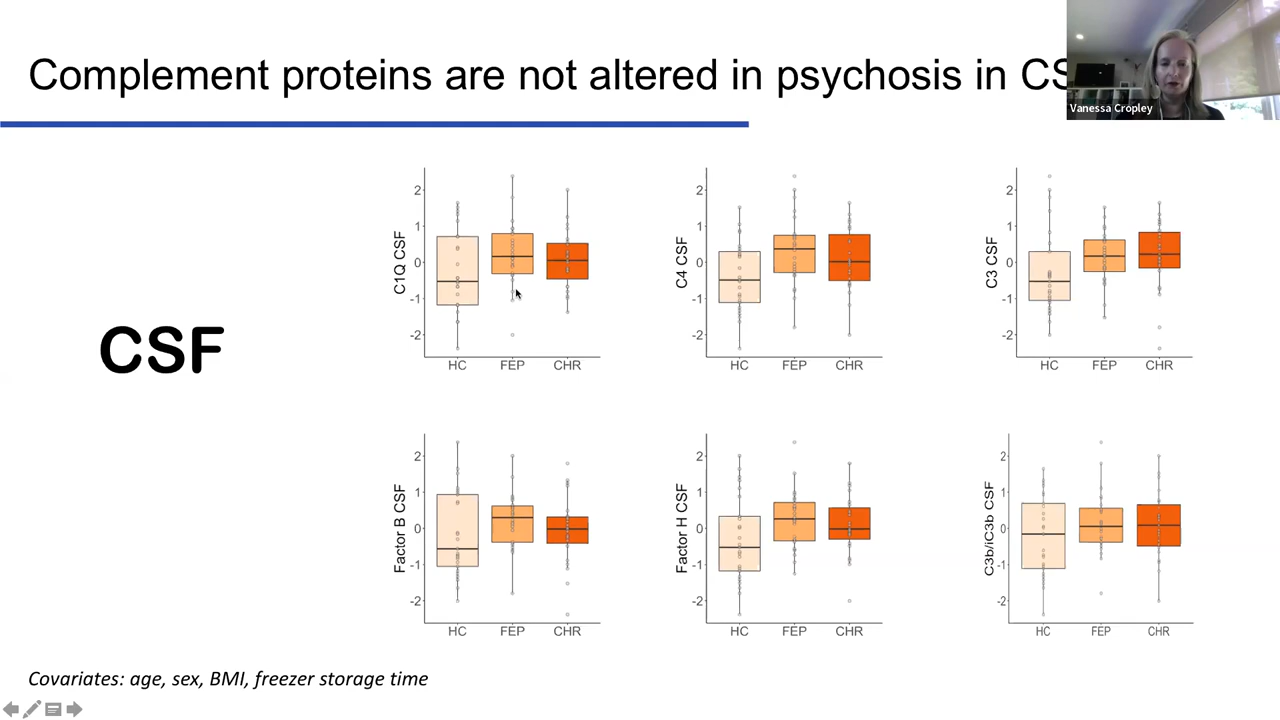 Complement proteins are not altered in psychosis in CS
Vanessa Cropley
CSF
C1Q CSF
2
1
0
-1
-2
HC FEP CHR
C4 CSF
2
1
0
-1
-2
HC FEP CHR
C3 CSF
2
1
0
-1
-2
HC FEP CHR
Factor B CSF
2
1
0
-1
-2
HC FEP CHR
Factor H CSF
2
1
0
-1
-2
HC FEP CHR
C3b/iC3b CSF
2
1
0
-1
-2
HC FEP CHR
Covariates: age, sex, BMI, freezer storage time